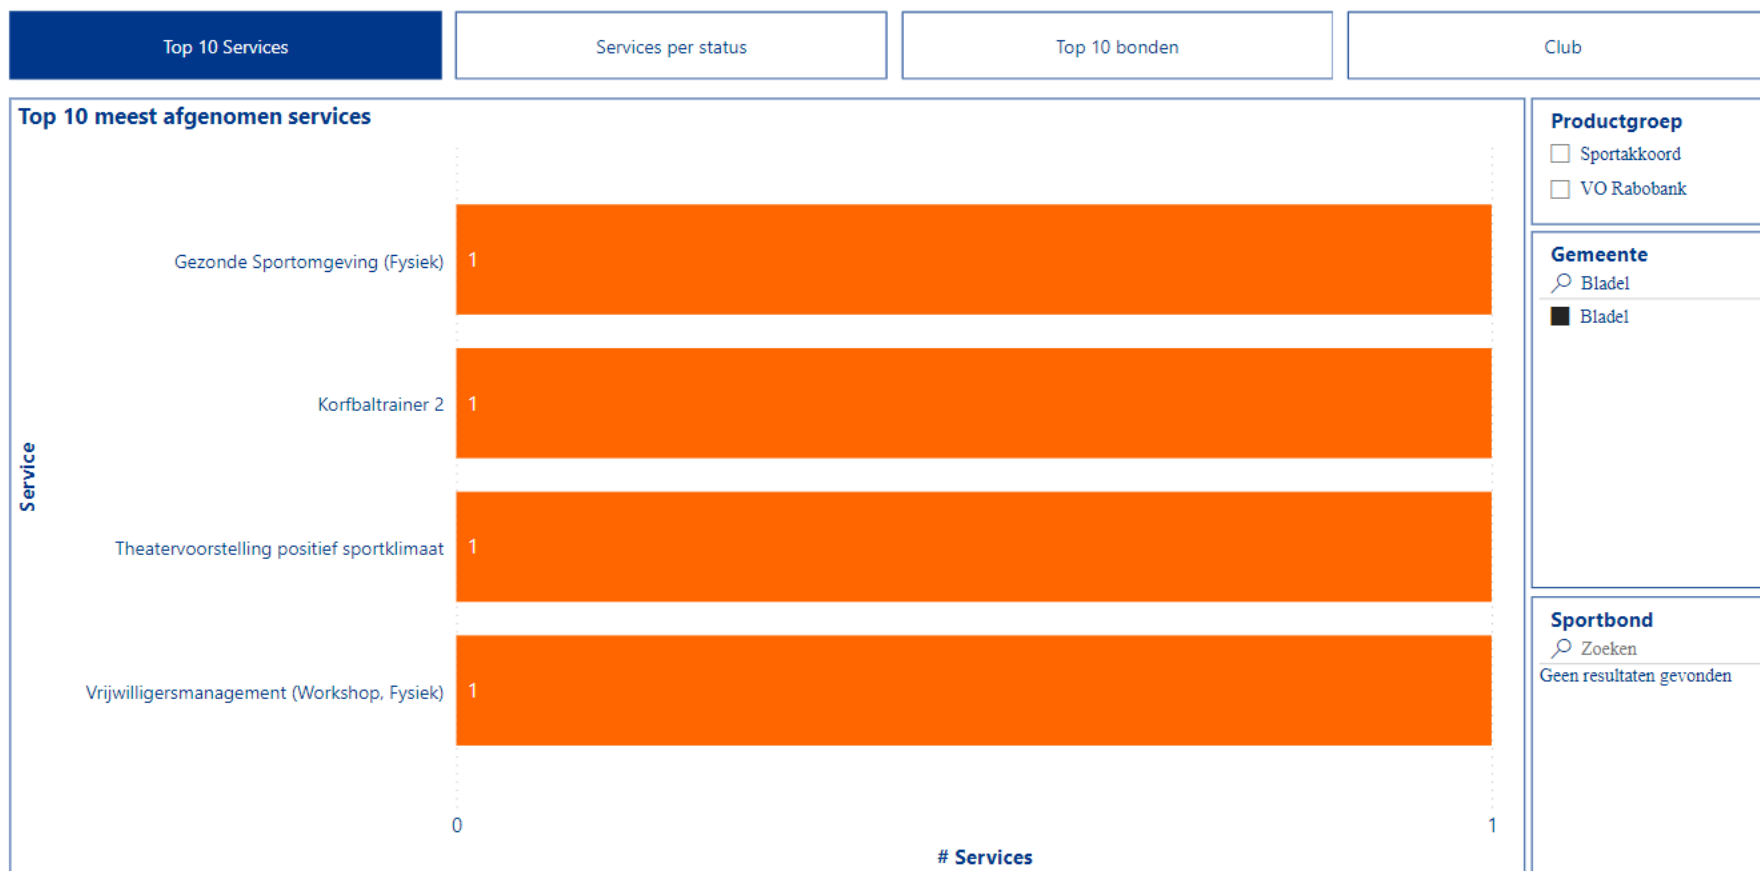 Top 10 Services
Services per status
Top 10 bonden
Club
Top 10 meest afgenomen services
Service
Gezonde Sportomgeving (Fysiek)
1
Korfbaltrainer 2
1
Theatervoorstelling positief sportklimaat
1
Vrijwilligersmanagement (Workshop, Fysiek)
1
0
1
# Services
Productgroep
Sportakkoord
VO Rabobank
Gemeente
Bladel
Bladel
Sportbond
Zoeken
Geen resultaten gevonden